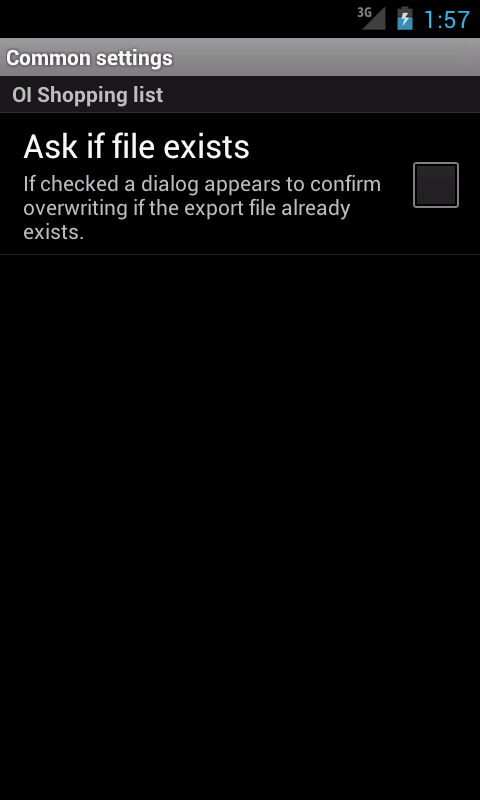 3G 1:57
Common settings
OI Shopping list
Ask if file exists
If checked a dialog appears to confirm
overwriting if the export file already
exists.